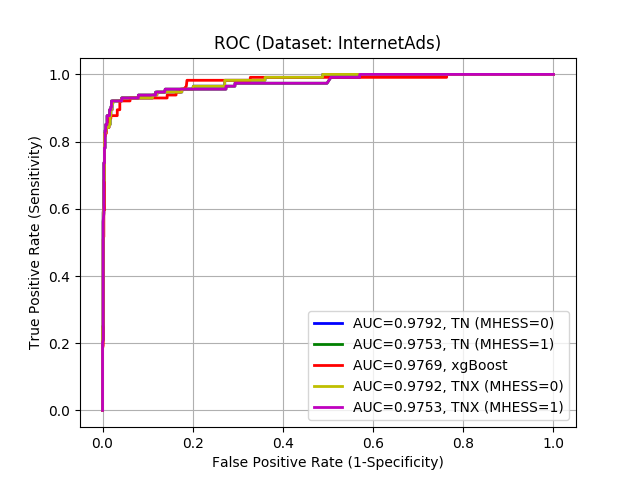 ROC (Dataset: InternetAds)
True Positive Rate (Sensitivity)
1.0
0.8
0.6
0.4
0.2
0.0
AUC=0.9792, TN (MHESS=0)
AUC=0.9753, TN (MHESS=1)
AUC=0.9769, xgBoost
AUC=0.9792, TNX (MHESS=0)
AUC=0.9753, TNX (MHESS=1)
0.0 0.2 0.4 0.6 0.8 1.0
False Positive Rate (1-Specificity)